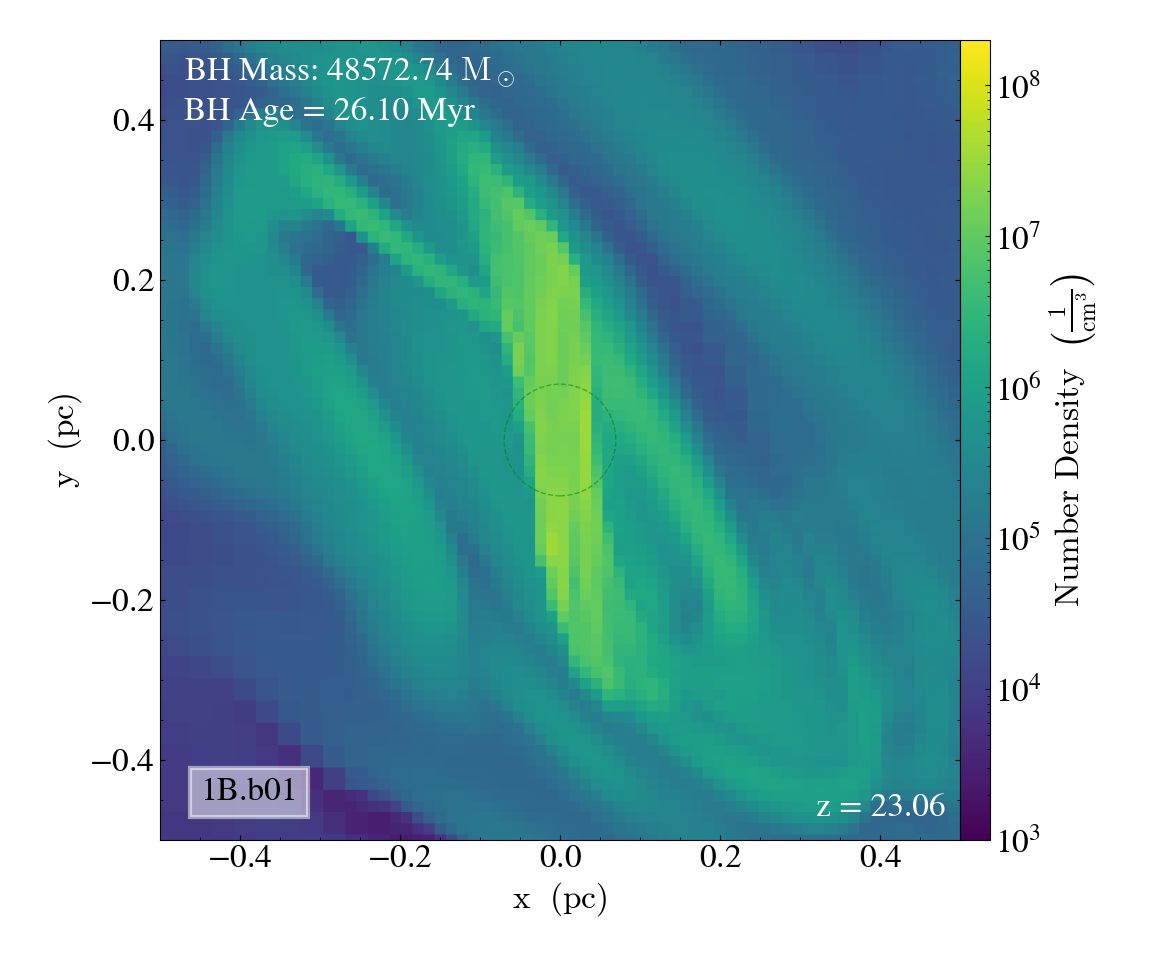 BH Mass: 48572.74 M⊙
BH Age = 26.10 Myr
0.4
0.2
0.0
−0.2
−0.4
y (pc)
1B.b01
z = 23.06
−0.4 −0.2 0.0 0.2 0.4
x (pc)
10⁸
10⁷
10⁶
10⁵
10⁴
10³
Number Density (1/cm³)